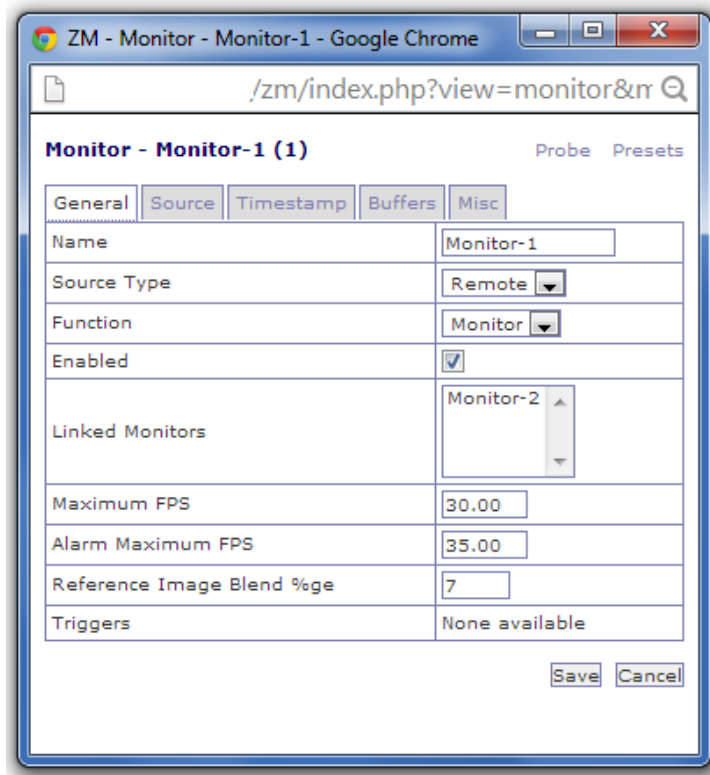 ZM - Monitor - Monitor-1 - Google Chrome
/zm/index.php?view=monitor&m
Monitor - Monitor-1 (1) Probe Presets
General Source Timestamp Buffers Misc
Name Monitor-1
Source Type Remote
Function Monitor
Enabled
Linked Monitors Monitor-2
Maximum FPS 30.00
Alarm Maximum FPS 35.00
Reference Image Blend %ge 7
Triggers None available
Save Cancel